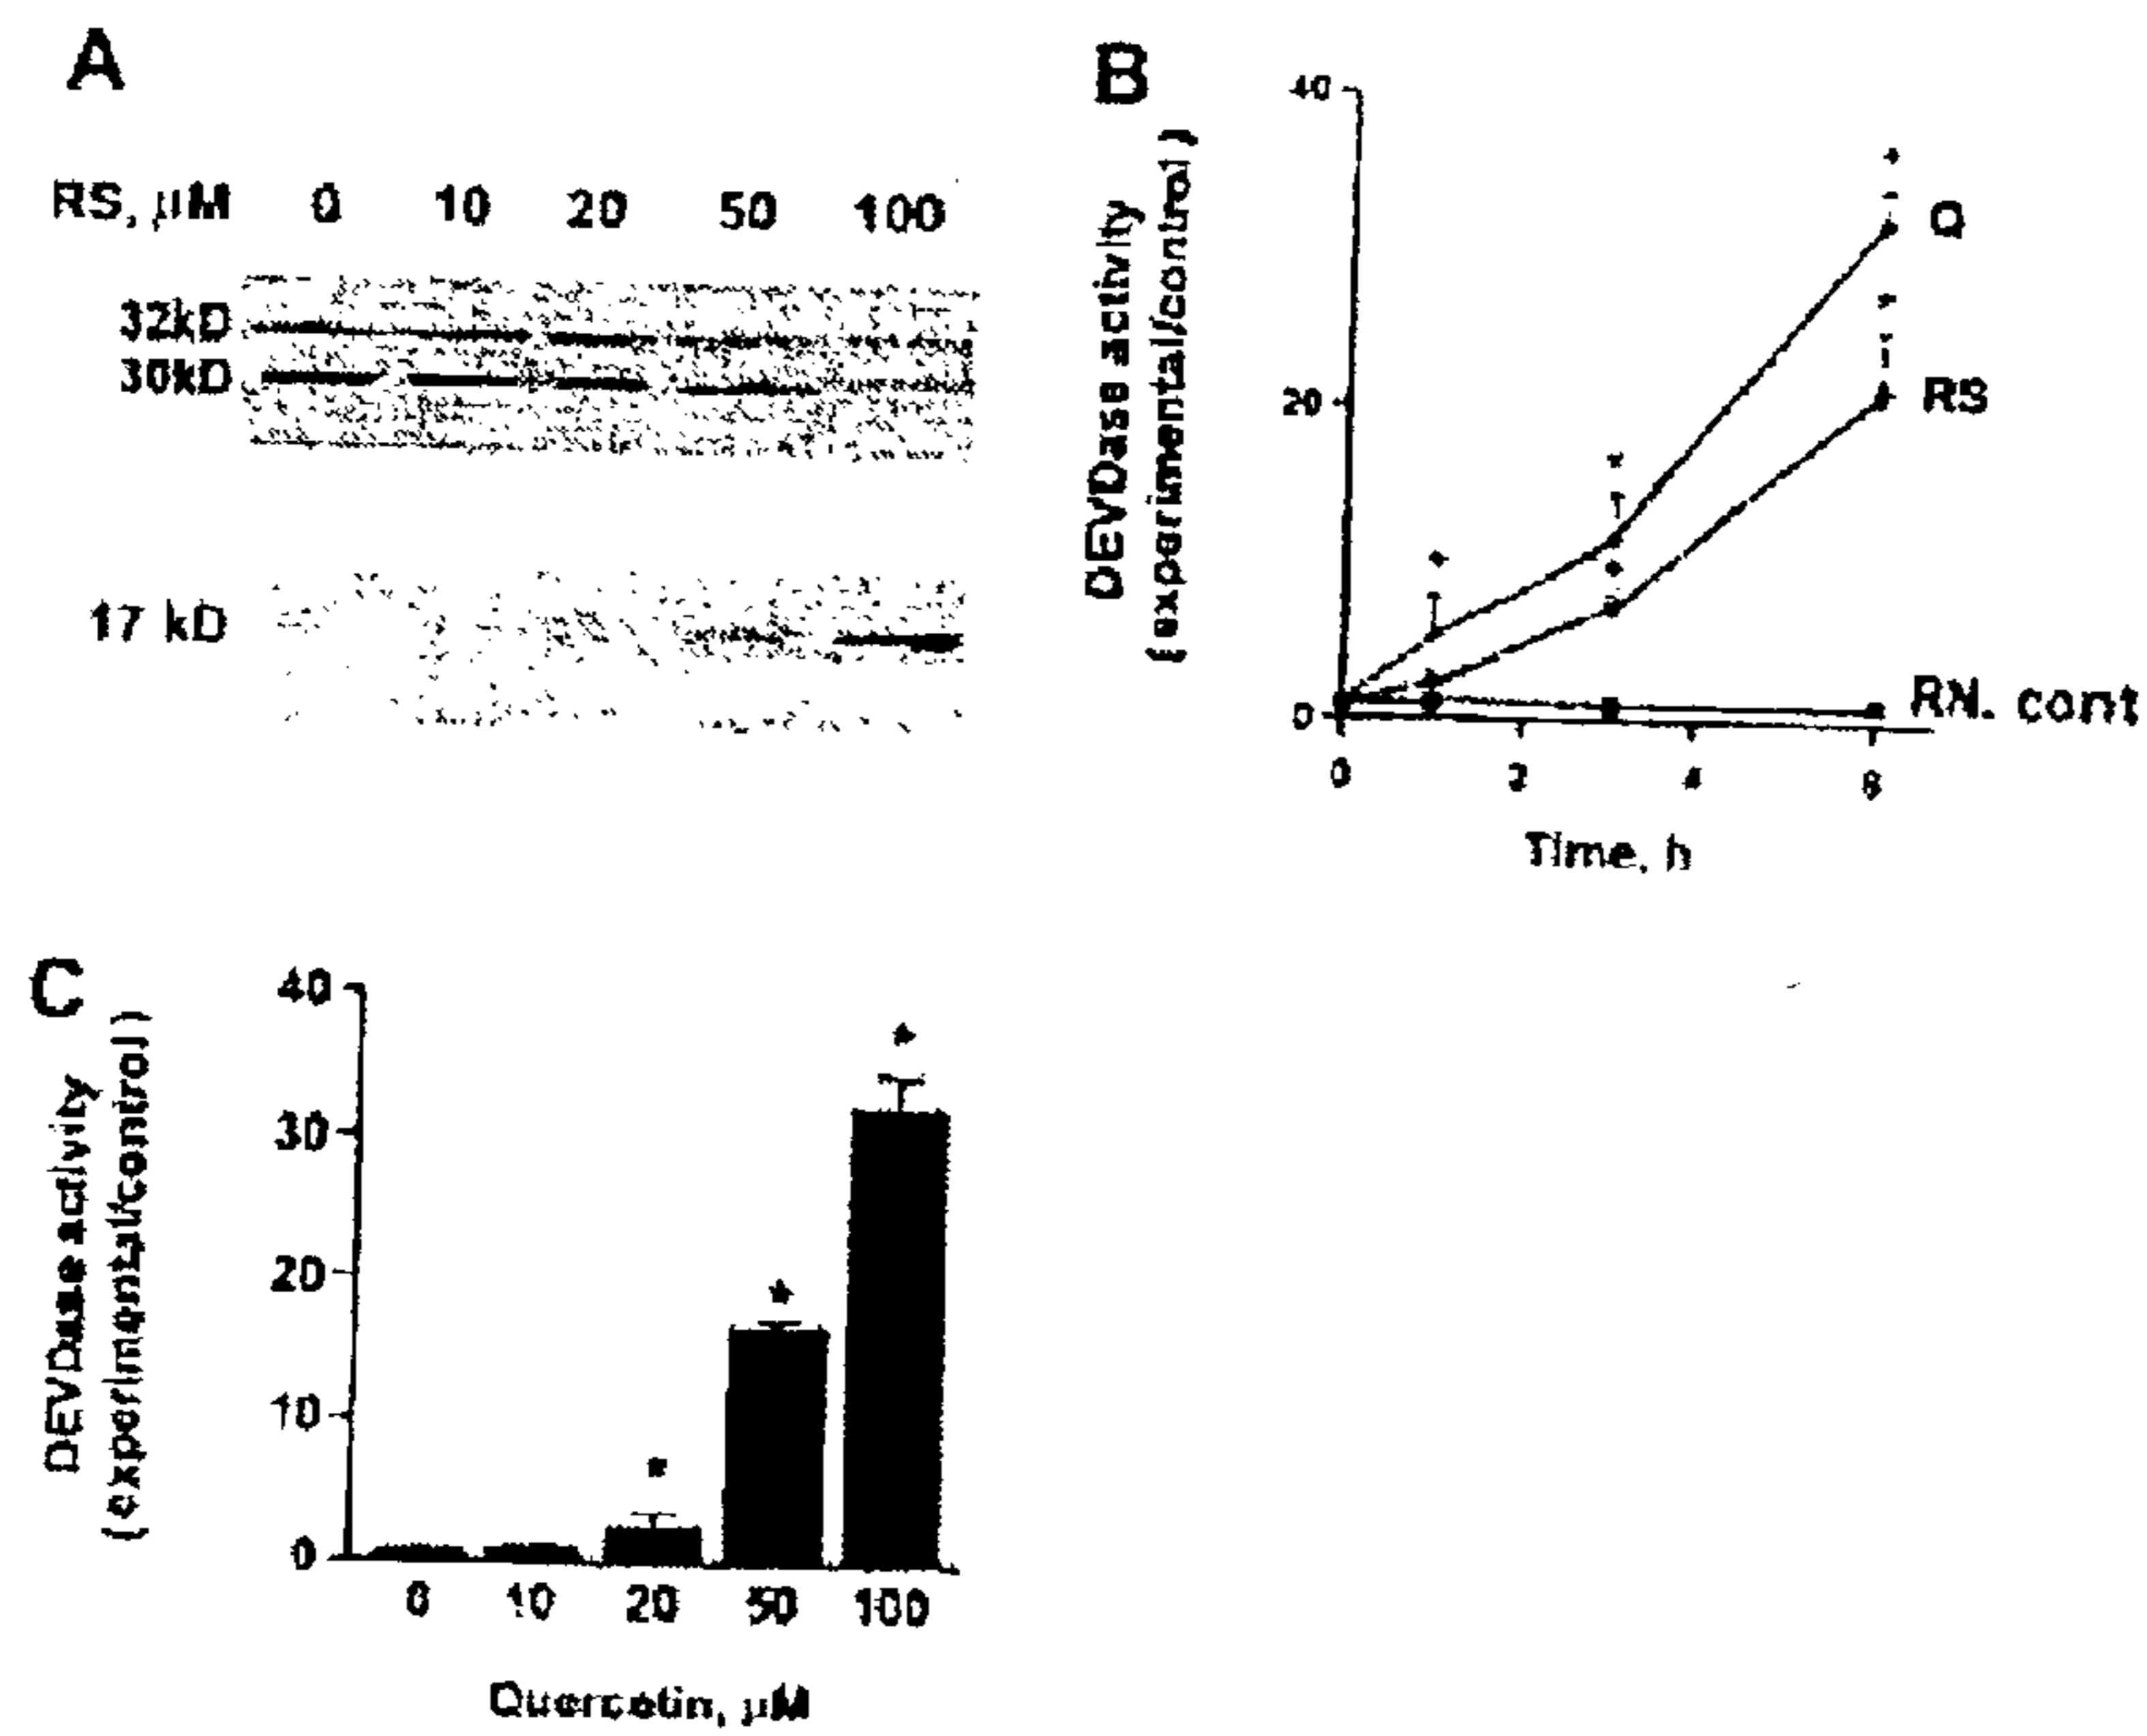 A
RS, µM 0 10 20 50 100
32kD
30kD
17 kD
B
DEVDase activity
(experimental/control)
40
20
0
Q
RS
RN. cont
0 2 4 6
Time, h
C
DEVDase activity
(experimental/control)
40
30
20
10
0
0 10 20 50 100
Quercetin, µM